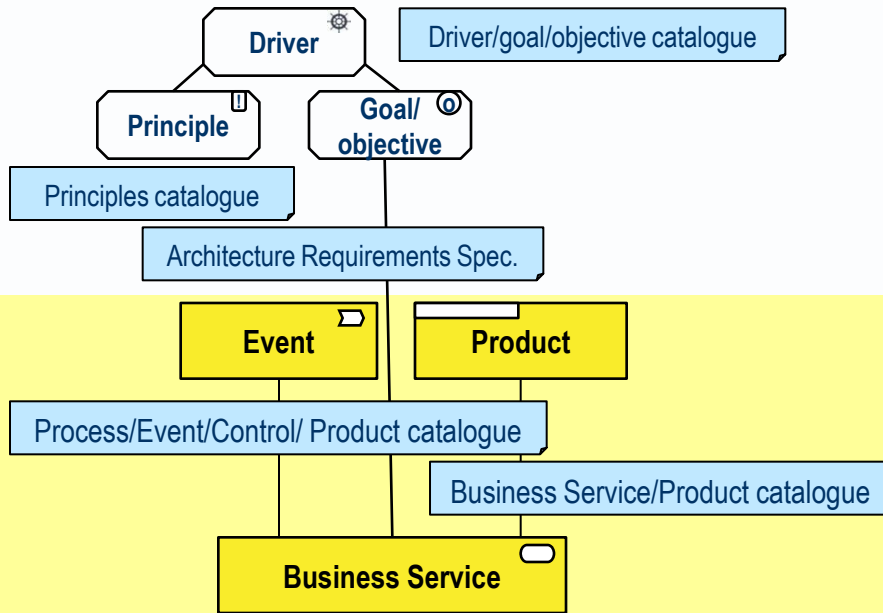 Driver
Driver/goal/objective catalogue
!
Principle
O
Goal/
objective
Principles catalogue
Architecture Requirements Spec.
Event
Product
Process/Event/Control/ Product catalogue
Business Service/Product catalogue
Business Service